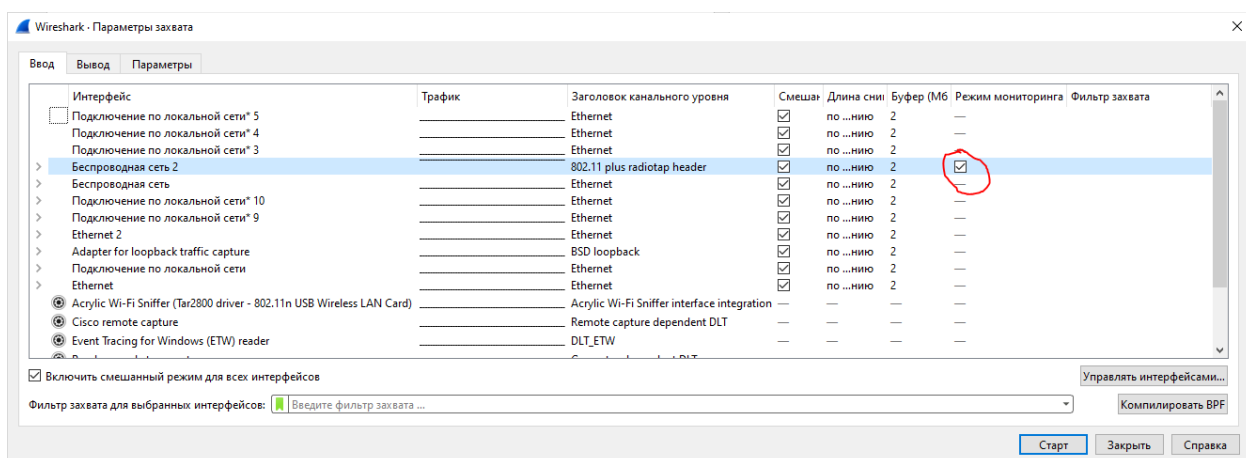 Wireshark · Параметры захвата
Ввод Вывод Параметры
Интерфейс Трафик Заголовок канального уровня Смешан Длина сним Буфер (Мб Режим мониторинга Фильтр захвата
Подключение по локальной сети* 5 Ethernet по ...нию 2 —
Подключение по локальной сети* 4 Ethernet по ...нию 2 —
Подключение по локальной сети* 3 Ethernet по ...нию 2 —
Беспроводная сеть 2 802.11 plus radiotap header по ...нию 2
Беспроводная сеть Ethernet по ...нию 2 —
Подключение по локальной сети* 10 Ethernet по ...нию 2 —
Подключение по локальной сети* 9 Ethernet по ...нию 2 —
Ethernet 2 Ethernet по ...нию 2 —
Adapter for loopback traffic capture BSD loopback по ...нию 2 —
Подключение по локальной сети Ethernet по ...нию 2 —
Ethernet Ethernet по ...нию 2 —
Acrylic Wi-Fi Sniffer (Tar2800 driver - 802.11n USB Wireless LAN Card) Acrylic Wi-Fi Sniffer interface integration — — — —
Cisco remote capture Remote capture dependent DLT — — — —
Event Tracing for Windows (ETW) reader DLT_ETW — — — —
Включить смешанный режим для всех интерфейсов Управлять интерфейсами...
Фильтр захвата для выбранных интерфейсов: Введите фильтр захвата ... Компилировать BPF
Старт Закрыть Справка